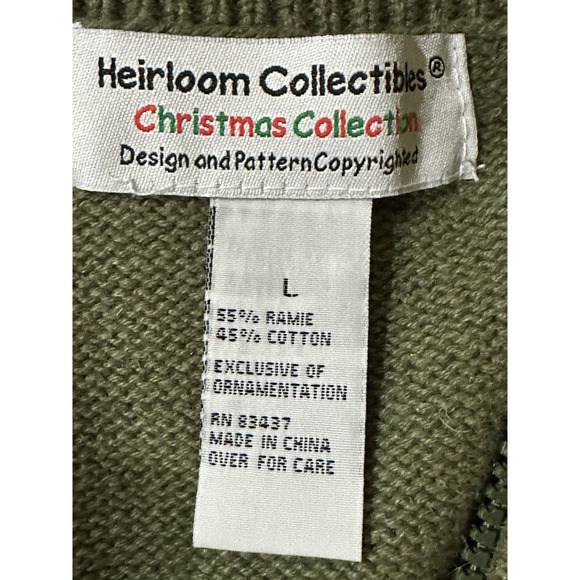 Heirloom Collectibles®
Christmas Collection
Design and Pattern Copyrighted
L
55% RAMIE
45% COTTON
EXCLUSIVE OF
ORNAMENTATION
RN 83437
MADE IN CHINA
OVER FOR CARE